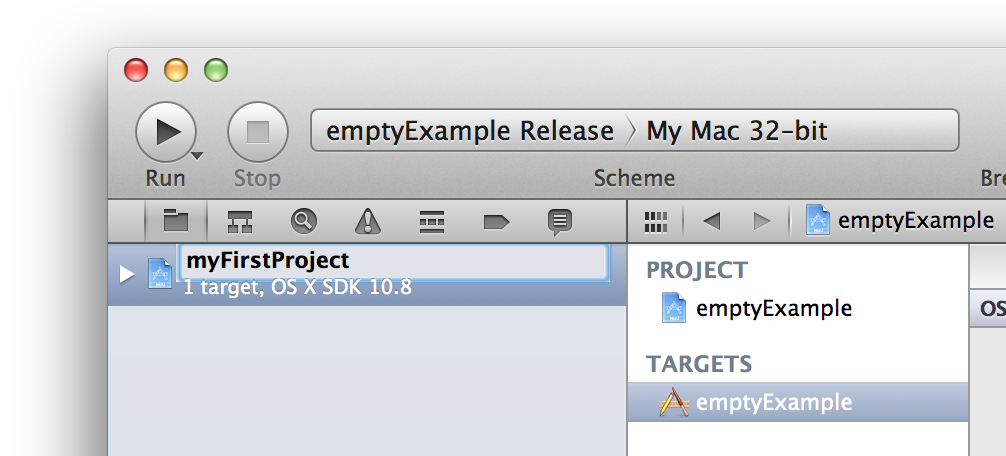 emptyExample Release
My Mac 32-bit
Run
Stop
Scheme
Bre
emptyExample
myFirstProject
1 target, OS X SDK 10.8
PROJECT
emptyExample
OS
TARGETS
emptyExample